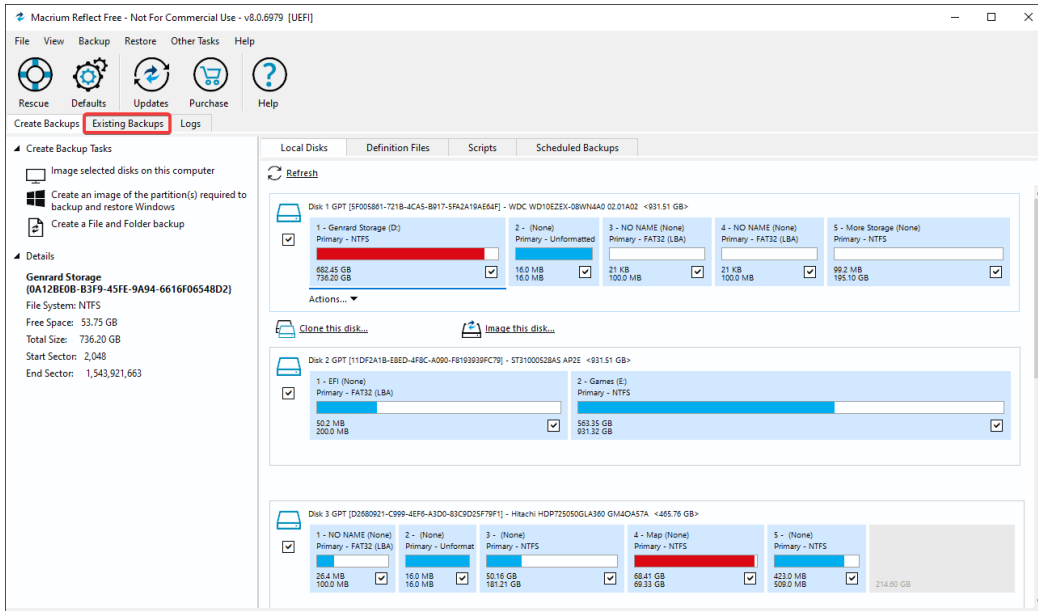 Macrium Reflect Free - Not For Commercial Use - v8.0.6979 [UEFI]
File View Backup Restore Other Tasks Help
Rescue Defaults Updates Purchase Help
Create Backups Existing Backups Logs
Create Backup Tasks
Image selected disks on this computer
Create an image of the partition(s) required to
backup and restore Windows
Create a File and Folder backup
Details
Genrard Storage
{0A12BE0B-B3F9-45FE-9A94-6616F06548D2}
File System: NTFS
Free Space: 53.75 GB
Total Size: 736.20 GB
Start Sector: 2,048
End Sector: 1,543,921,663
Local Disks Definition Files Scripts Scheduled Backups
Refresh
Disk 1 GPT [5F005861-721B-4CA5-B917-5FA2A19AE64F] - WDC WD10EZEX-08WN4A0 02.01A02 <931.51 GB>
1 - Genrard Storage (D:) 2 - (None) 3 - NO NAME (None) 4 - NO NAME (None) 5 - More Storage (None)
Primary - NTFS Primary - Unformatted Primary - FAT32 (LBA) Primary - FAT32 (LBA) Primary - NTFS
682.45 GB 16.0 MB 21 KB 21 KB 99.2 MB
736.20 GB 16.0 MB 100.0 MB 100.0 MB 195.10 GB
Actions...
Clone this disk... Image this disk...
Disk 2 GPT [11DF2A1B-E8ED-4F8C-A090-F8193939FC79] - ST31000528AS AP2E <931.51 GB>
1 - EFI (None) 2 - Games (E:)
Primary - FAT32 (LBA) Primary - NTFS
50.2 MB 563.35 GB
200.0 MB 931.32 GB
Disk 3 GPT [D2680921-C999-4EF6-A3D0-83C9D25F79F1] - Hitachi HDP725050GLA360 GM4OA57A <465.76 GB>
1 - NO NAME (None) 2 - (None) 3 - (None) 4 - Map (None) 5 - (None)
Primary - FAT32 (LBA) Primary - Unformat Primary - NTFS Primary - NTFS Primary - NTFS
26.4 MB 16.0 MB 50.16 GB 68.41 GB 423.0 MB
100.0 MB 16.0 MB 181.21 GB 69.33 GB 509.0 MB
214.60 GB